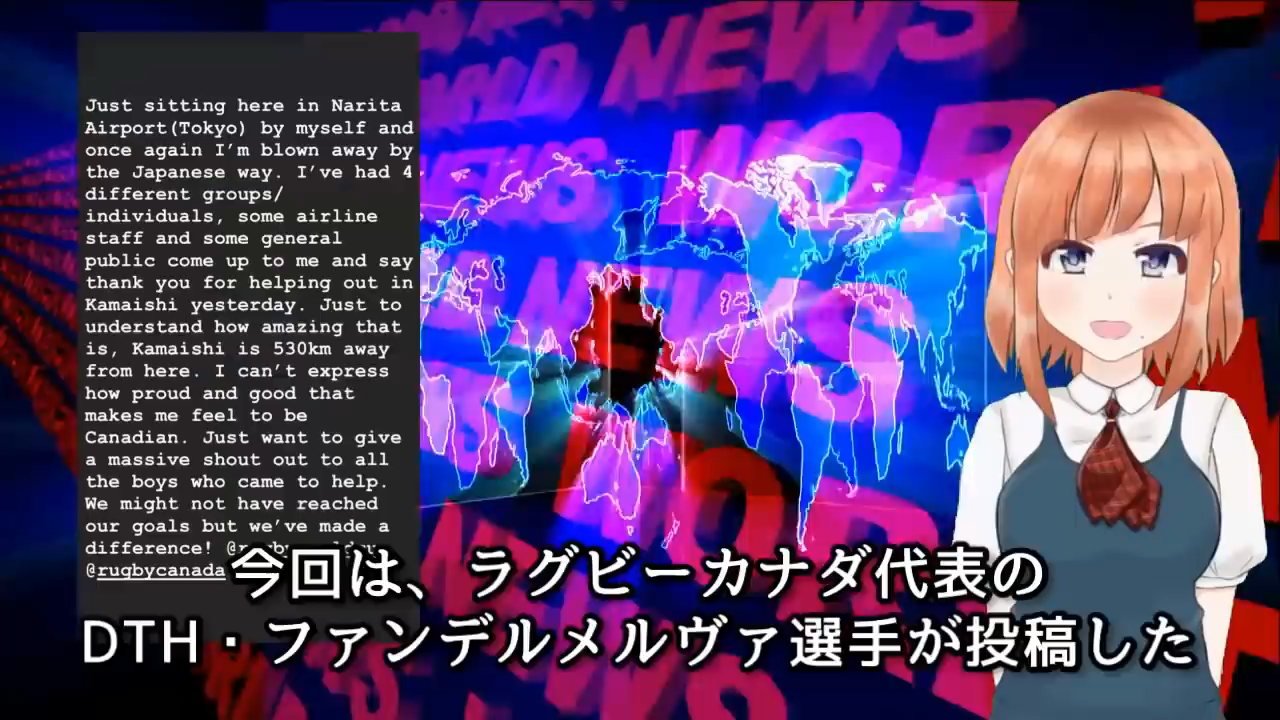 Just sitting here in Narita
Airport(Tokyo) by myself and
once again I'm blown away by
the Japanese way. I've had 4
different groups/
individuals, some airline
staff and some general
public come up to me and say
thank you for helping out in
Kamaishi yesterday. Just to
understand how amazing that
is, Kamaishi is 530km away
from here. I can't express
how proud and good that
makes me feel to be
Canadian. Just want to give
a massive shout out to all
the boys who came to help.
We might not have reached
our goals but we've made a
difference!
@rugbycanada
今回は、ラグビーカナダ代表の
DTH・ファンデルメルヴァ選手が投稿した
WORLD NEWS
NEWS WOR
NEWS